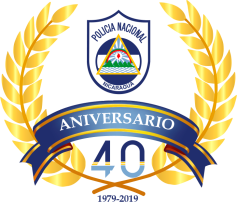 POLICIA NACIONAL
NICARAGUA
ANIVERSARIO
40
1979-2019